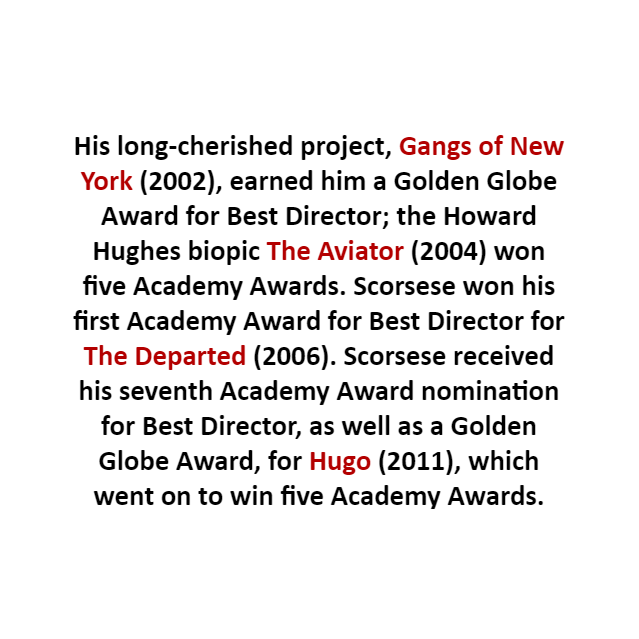 His long-cherished project, Gangs of New
York (2002), earned him a Golden Globe
Award for Best Director; the Howard
Hughes biopic The Aviator (2004) won
five Academy Awards. Scorsese won his
first Academy Award for Best Director for
The Departed (2006). Scorsese received
his seventh Academy Award nomination
for Best Director, as well as a Golden
Globe Award, for Hugo (2011), which
went on to win five Academy Awards.